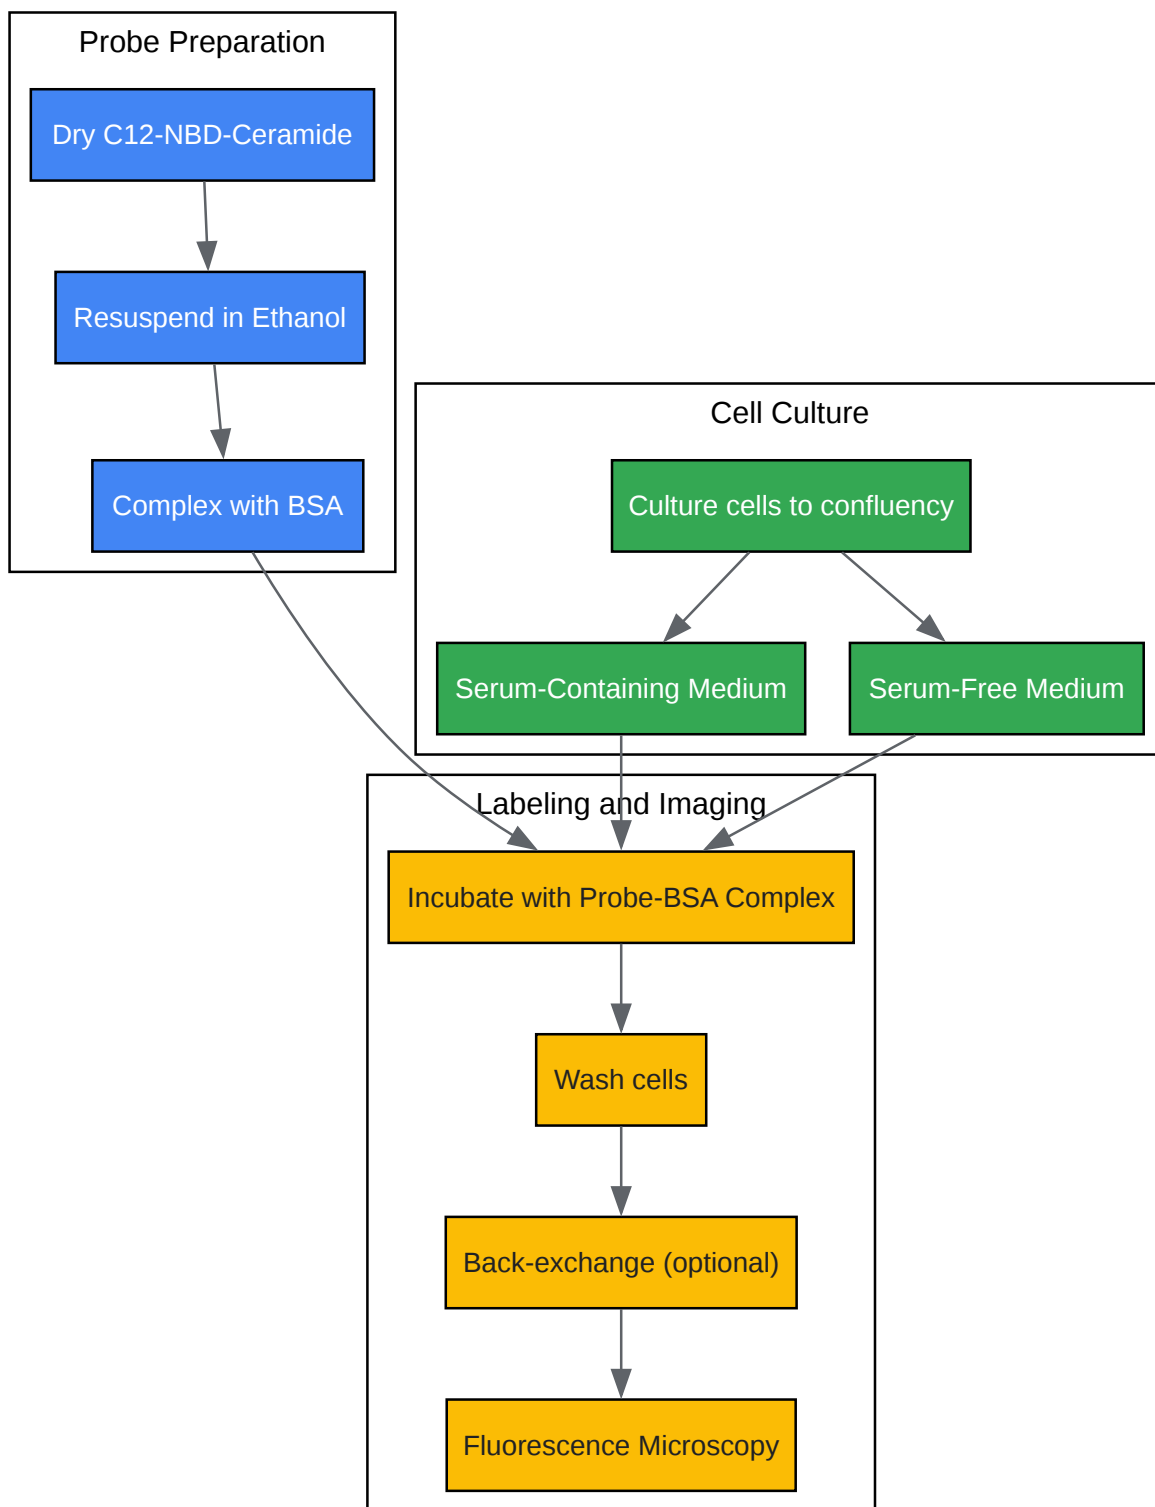 Probe Preparation
Dry C12-NBD-Ceramide
Resuspend in Ethanol
Complex with BSA
Cell Culture
Culture cells to confluency
Serum-Containing Medium
Serum-Free Medium
Labeling and Imaging
Incubate with Probe-BSA Complex
Wash cells
Back-exchange (optional)
Fluorescence Microscopy